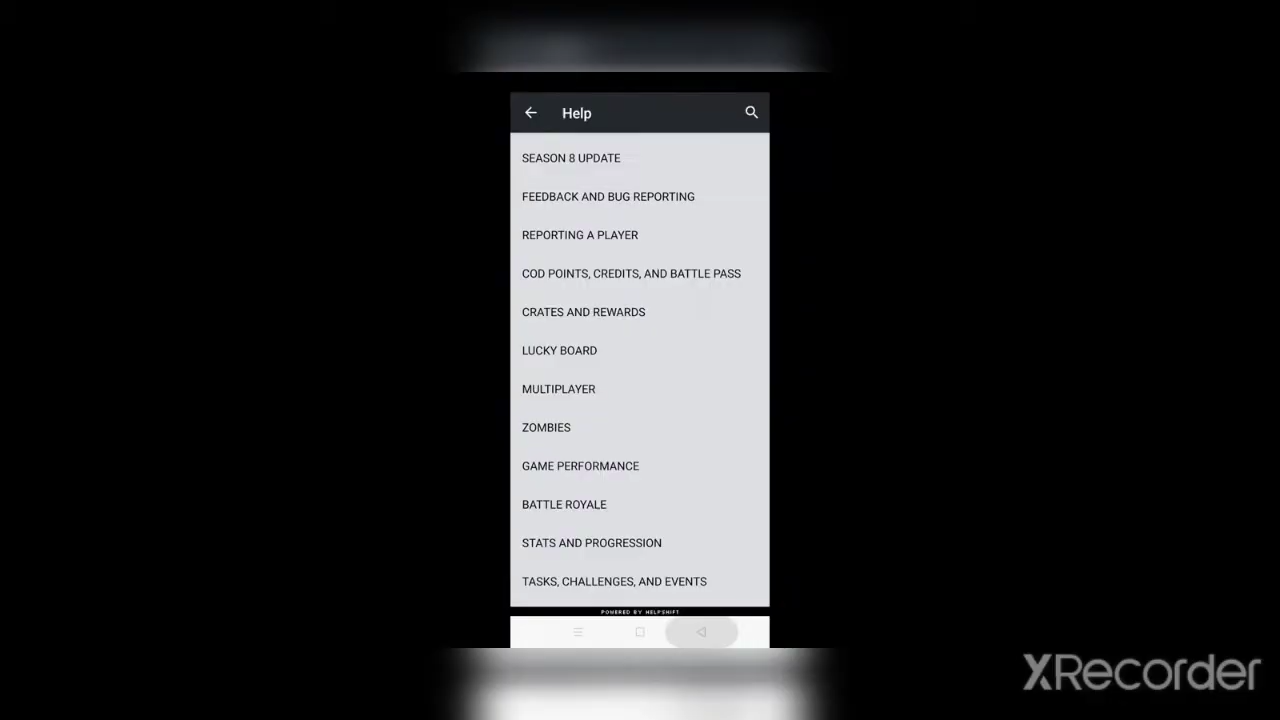 Help
SEASON 8 UPDATE
FEEDBACK AND BUG REPORTING
REPORTING A PLAYER
COD POINTS, CREDITS, AND BATTLE PASS
CRATES AND REWARDS
LUCKY BOARD
MULTIPLAYER
ZOMBIES
GAME PERFORMANCE
BATTLE ROYALE
STATS AND PROGRESSION
TASKS, CHALLENGES, AND EVENTS
POWERED BY HELPSHIFT
XRecorder